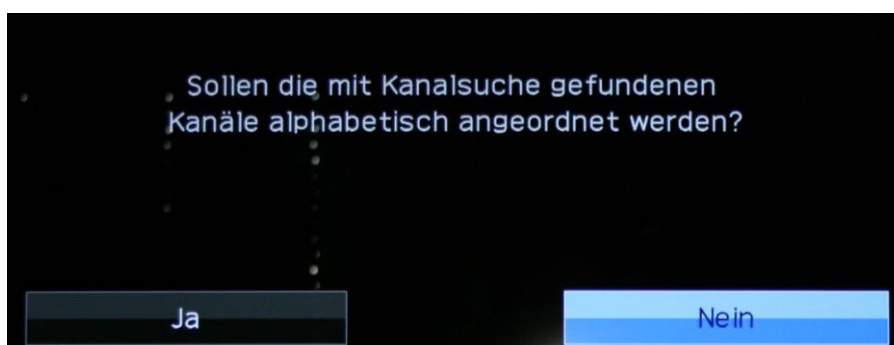 Sollen die mit Kanalsuche gefundenen
Kanäle alphabetisch angeordnet werden?
Ja
Nein